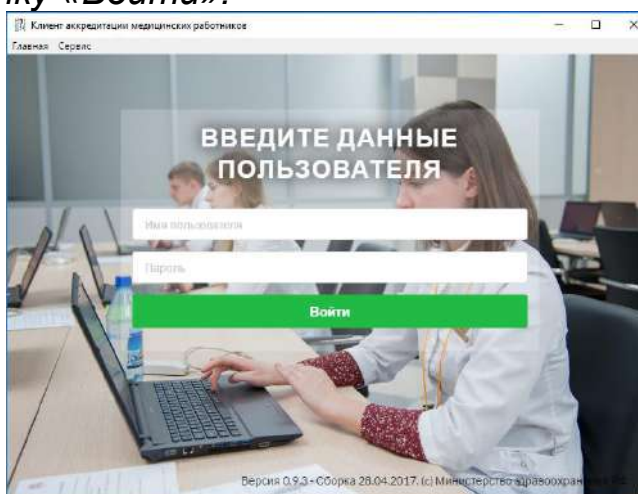 «Войти».
Клиент аккредитации медицинских работников
Главная Сервис
ВВЕДИТЕ ДАННЫЕ
ПОЛЬЗОВАТЕЛЯ
Имя пользователя
Пароль
Войти
Версия 0.9.3 - Сборка 28.04.2017. (c) Министерство здравоохранения РФ